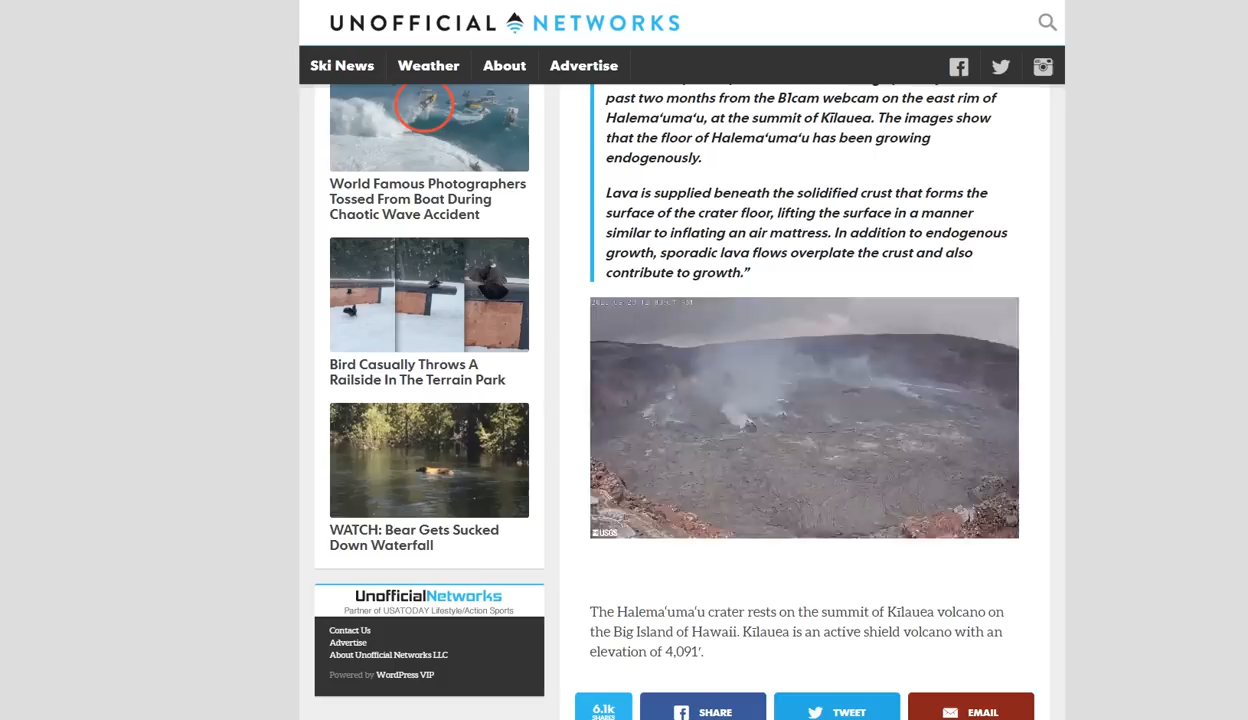 UNOFFICIAL NETWORKS
Ski News Weather About Advertise
World Famous Photographers
Tossed From Boat During
Chaotic Wave Accident
Bird Casually Throws A
Railside In The Terrain Park
WATCH: Bear Gets Sucked
Down Waterfall
UnofficialNetworks
Partner of USATODAY Lifestyle/Action Sports
Contact Us
Advertise
About Unofficial Networks LLC
Powered by WordPress VIP
past two months from the B1cam webcam on the east rim of
Halemaʻumaʻu, at the summit of Kīlauea. The images show
that the floor of Halemaʻumaʻu has been growing
endogenously.
Lava is supplied beneath the solidified crust that forms the
surface of the crater floor, lifting the surface in a manner
similar to inflating an air mattress. In addition to endogenous
growth, sporadic lava flows overplate the crust and also
contribute to growth.”
USGS
The Halemaʻumaʻu crater rests on the summit of Kīlauea volcano on
the Big Island of Hawaii. Kīlauea is an active shield volcano with an
elevation of 4,091′.
6.1k
SHARES
SHARE
TWEET
EMAIL